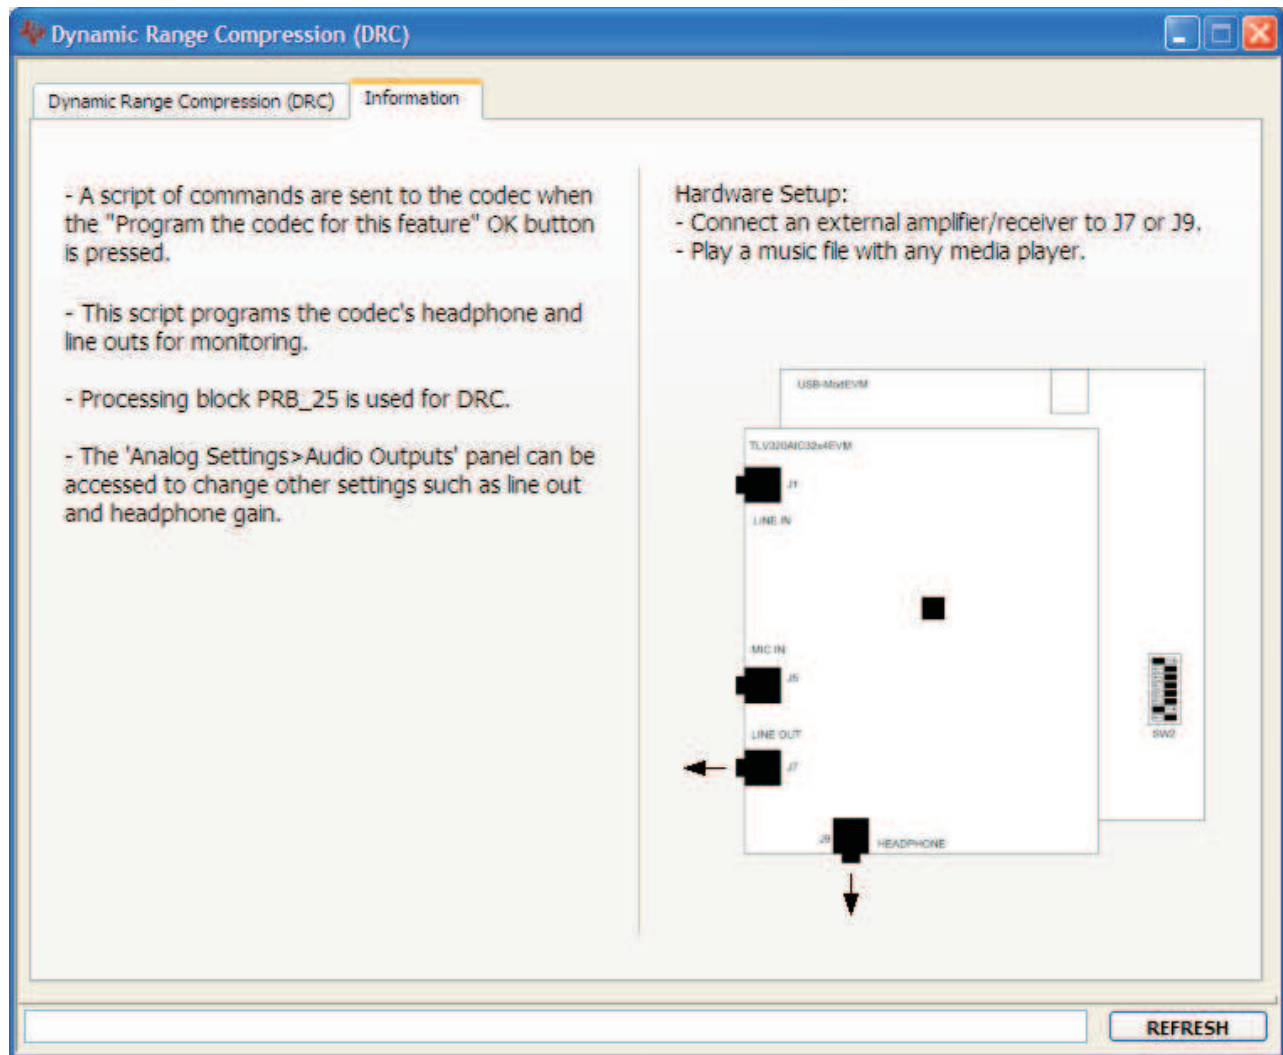 Dynamic Range Compression (DRC)
Dynamic Range Compression (DRC)
Information
- A script of commands are sent to the codec when
the "Program the codec for this feature" OK button
is pressed.
- This script programs the codec's headphone and
line outs for monitoring.
- Processing block PRB_25 is used for DRC.
- The 'Analog Settings>Audio Outputs' panel can be
accessed to change other settings such as line out
and headphone gain.
Hardware Setup:
- Connect an external amplifier/receiver to J7 or J9.
- Play a music file with any media player.
USB-ModEVM
TLV320AIC32x4EVM
J1
LINE IN
MIC IN
J5
LINE OUT
J7
SW2
J9
HEADPHONE
REFRESH